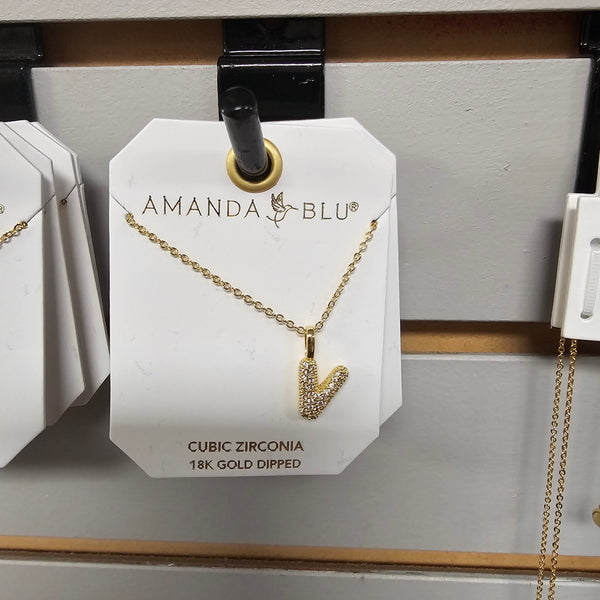 AMANDA BLU®
V
CUBIC ZIRCONIA
18K GOLD DIPPED